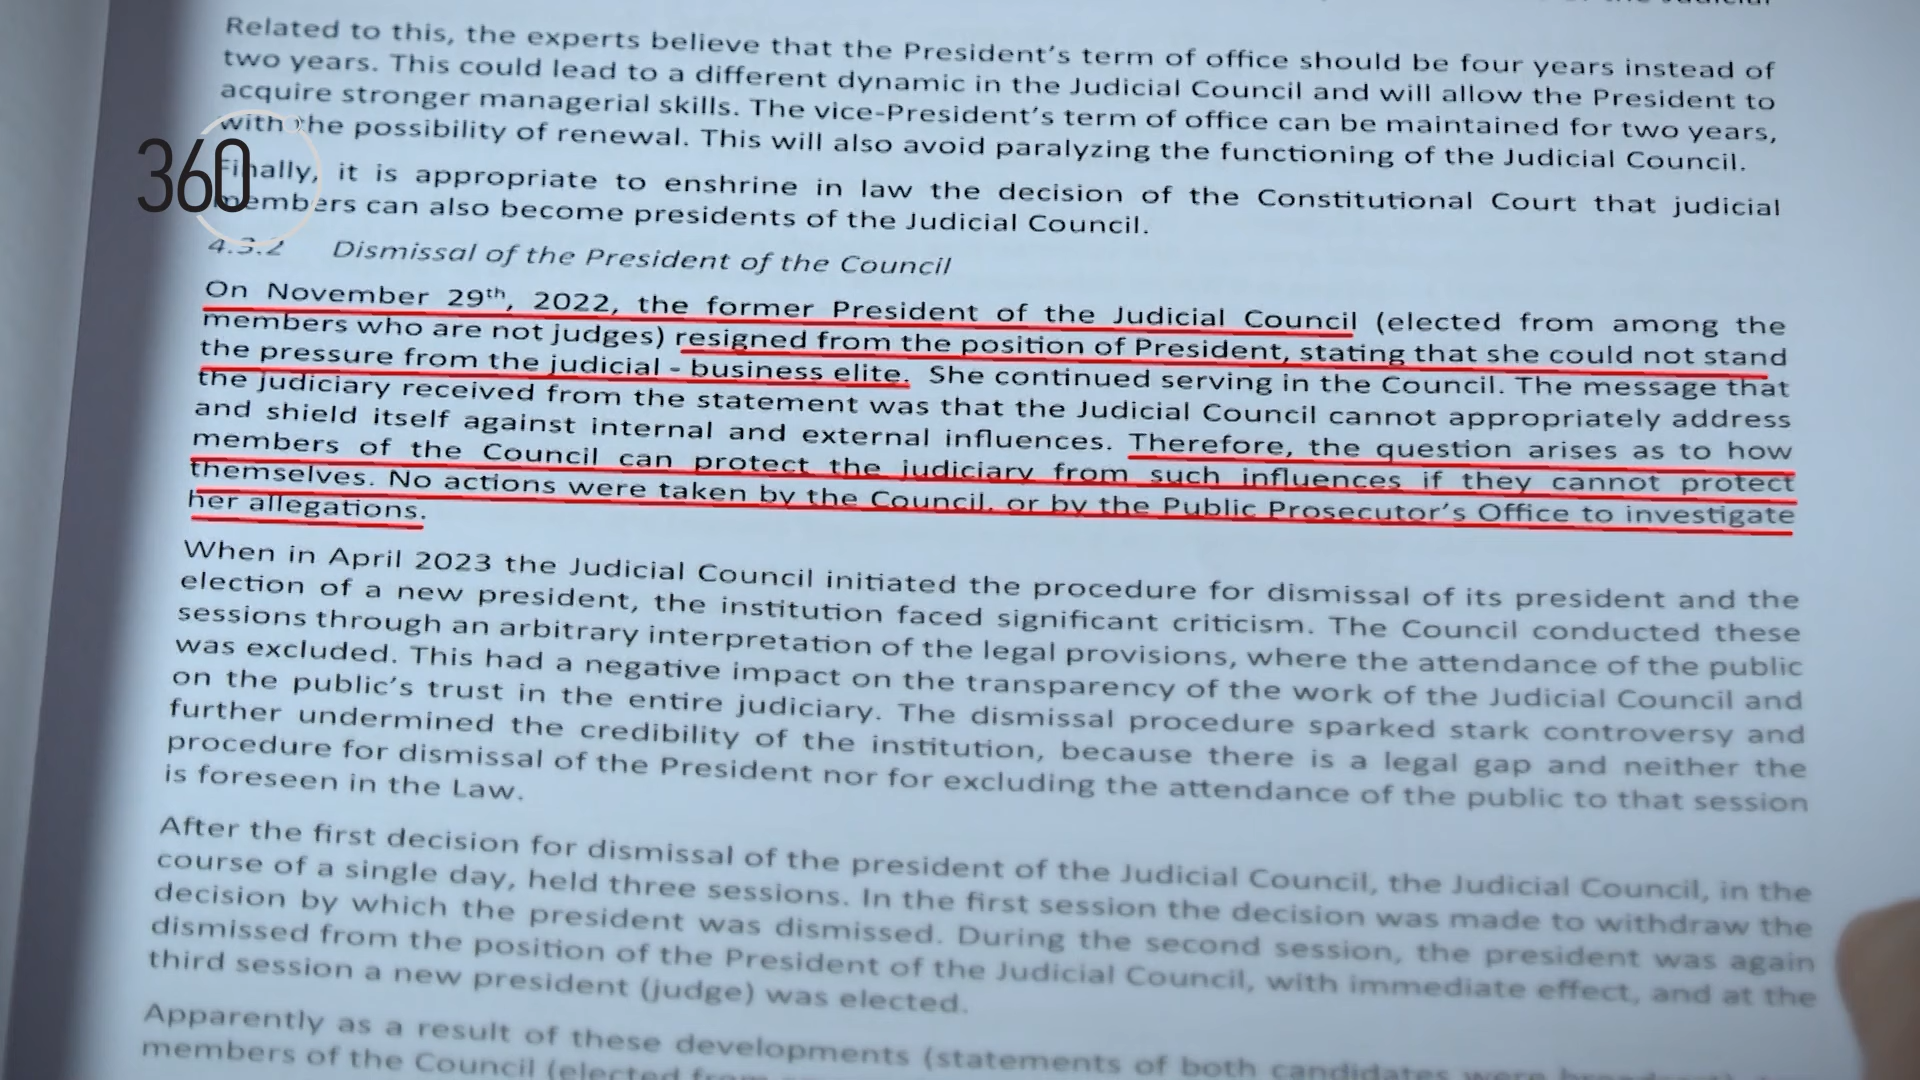 Related to this, the experts believe that the President's term of office should be four years instead of
two years. This could lead to a different dynamic in the Judicial Council and will allow the President to
acquire stronger managerial skills. The vice-President's term of office can be maintained for two years,
with the possibility of renewal. This will also avoid paralyzing the functioning of the Judicial Council.
360
Finally, it is appropriate to enshrine in law the decision of the Constitutional Court that judicial
members can also become presidents of the Judicial Council.
4.3.2 Dismissal of the President of the Council
On November 29th, 2022, the former President of the Judicial Council (elected from among the
members who are not judges) resigned from the position of President, stating that she could not stand
the pressure from the judicial - business elite. She continued serving in the Council. The message that
the judiciary received from the statement was that the Judicial Council cannot appropriately address
and shield itself against internal and external influences. Therefore, the question arises as to how
members of the Council can protect the judiciary from such influences if they cannot protect
themselves. No actions were taken by the Council, or by the Public Prosecutor's Office to investigate
her allegations.
When in April 2023 the Judicial Council initiated the procedure for dismissal of its president and the
election of a new president, the institution faced significant criticism. The Council conducted these
sessions through an arbitrary interpretation of the legal provisions, where the attendance of the public
was excluded. This had a negative impact on the transparency of the work of the Judicial Council and
on the public's trust in the entire judiciary. The dismissal procedure sparked stark controversy and
further undermined the credibility of the institution, because there is a legal gap and neither the
procedure for dismissal of the President nor for excluding the attendance of the public to that session
is foreseen in the Law.
After the first decision for dismissal of the president of the Judicial Council, the Judicial Council, in the
course of a single day, held three sessions. In the first session the decision was made to withdraw the
decision by which the president was dismissed. During the second session, the president was again
dismissed from the position of the President of the Judicial Council, with immediate effect, and at the
third session a new president (judge) was elected.
Apparently as a result of these developments (statements of both candidates were
members of the Council (elected from